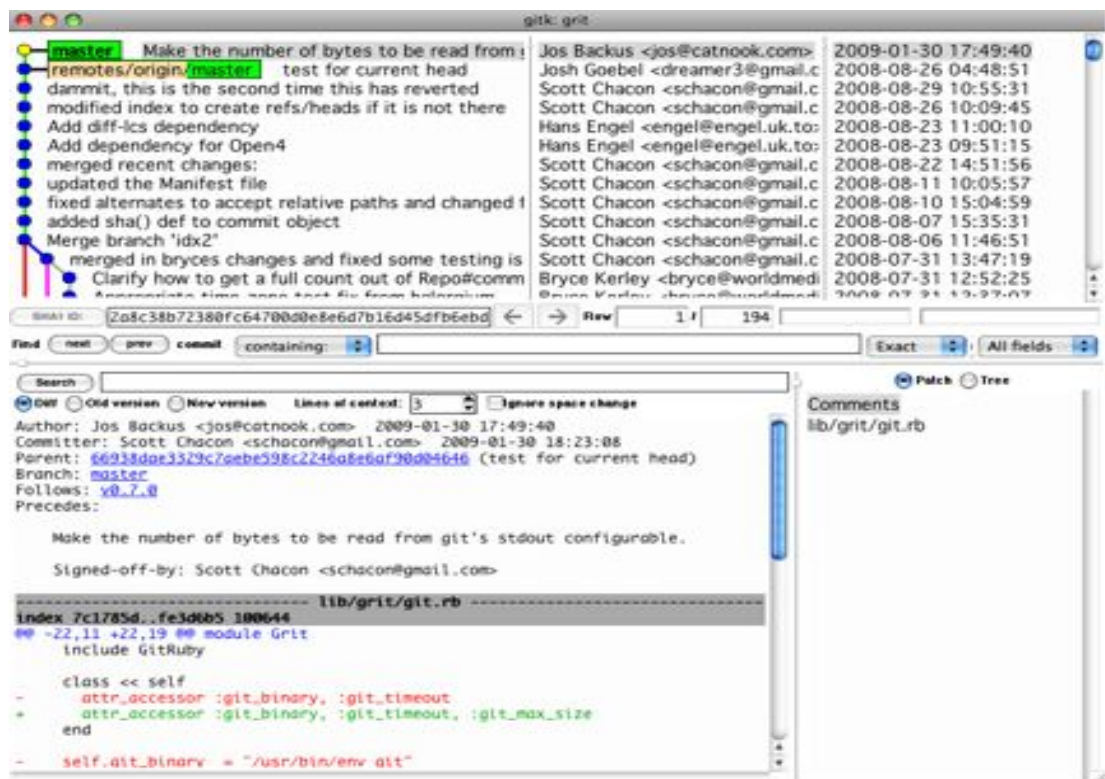 gitk: grit
master Make the number of bytes to be read from
Jos Backus <jos@catnook.com> 2009-01-30 17:49:40
remotes/origin/master test for current head
Josh Goebel <dreamer3@gmail.c 2008-08-26 04:48:51
dammit, this is the second time this has reverted
Scott Chacon <schacon@gmail.c 2008-08-29 10:55:31
modified index to create refs/heads if it is not there
Scott Chacon <schacon@gmail.c 2008-08-26 10:09:45
Add diff-lcs dependency
Hans Engel <engel@engel.uk.to> 2008-08-23 11:00:10
Add dependency for Open4
Hans Engel <engel@engel.uk.to> 2008-08-23 09:51:15
merged recent changes:
Scott Chacon <schacon@gmail.c 2008-08-22 14:51:56
updated the Manifest file
Scott Chacon <schacon@gmail.c 2008-08-11 10:05:57
fixed alternates to accept relative paths and changed f
Scott Chacon <schacon@gmail.c 2008-08-10 15:04:59
added sha() def to commit object
Scott Chacon <schacon@gmail.c 2008-08-07 15:35:31
Merge branch "idx2"
Scott Chacon <schacon@gmail.c 2008-08-06 11:46:51
merged in bryces changes and fixed some testing is
Scott Chacon <schacon@gmail.c 2008-07-31 13:47:19
Clarify how to get a full count out of Repo#comm
Bryce Kerley <bryce@worldmedi 2008-07-31 12:52:25
SHA1 ID: 2a8c38b72380fc64700d0e8e6d7b16d45dfb6ebd Row 1 / 194
Find next prev commit containing: Exact All fields
Search Patch Tree
Diff Old version New version Lines of context: 3 Ignore space change
Comments
lib/grit/git.rb
Author: Jos Backus <jos@catnook.com> 2009-01-30 17:49:40
Committer: Scott Chacon <schacon@gmail.com> 2009-01-30 18:23:08
Parent: 66938dae3329c7aebe598c2246a8e6af90d04646 (test for current head)
Branch: master
Follows: v0.7.0
Precedes:
Make the number of bytes to be read from git's stdout configurable.
Signed-off-by: Scott Chacon <schacon@gmail.com>
------------------------------- lib/grit/git.rb -------------------------------
index 7c1785d..fe3d6b5 100644
@@ -22,11 +22,19 @@ module Grit
include GitRuby
class << self
- attr_accessor :git_binary, :git_timeout
+ attr_accessor :git_binary, :git_timeout, :git_max_size
end
- self.git_binary = "/usr/bin/env git"